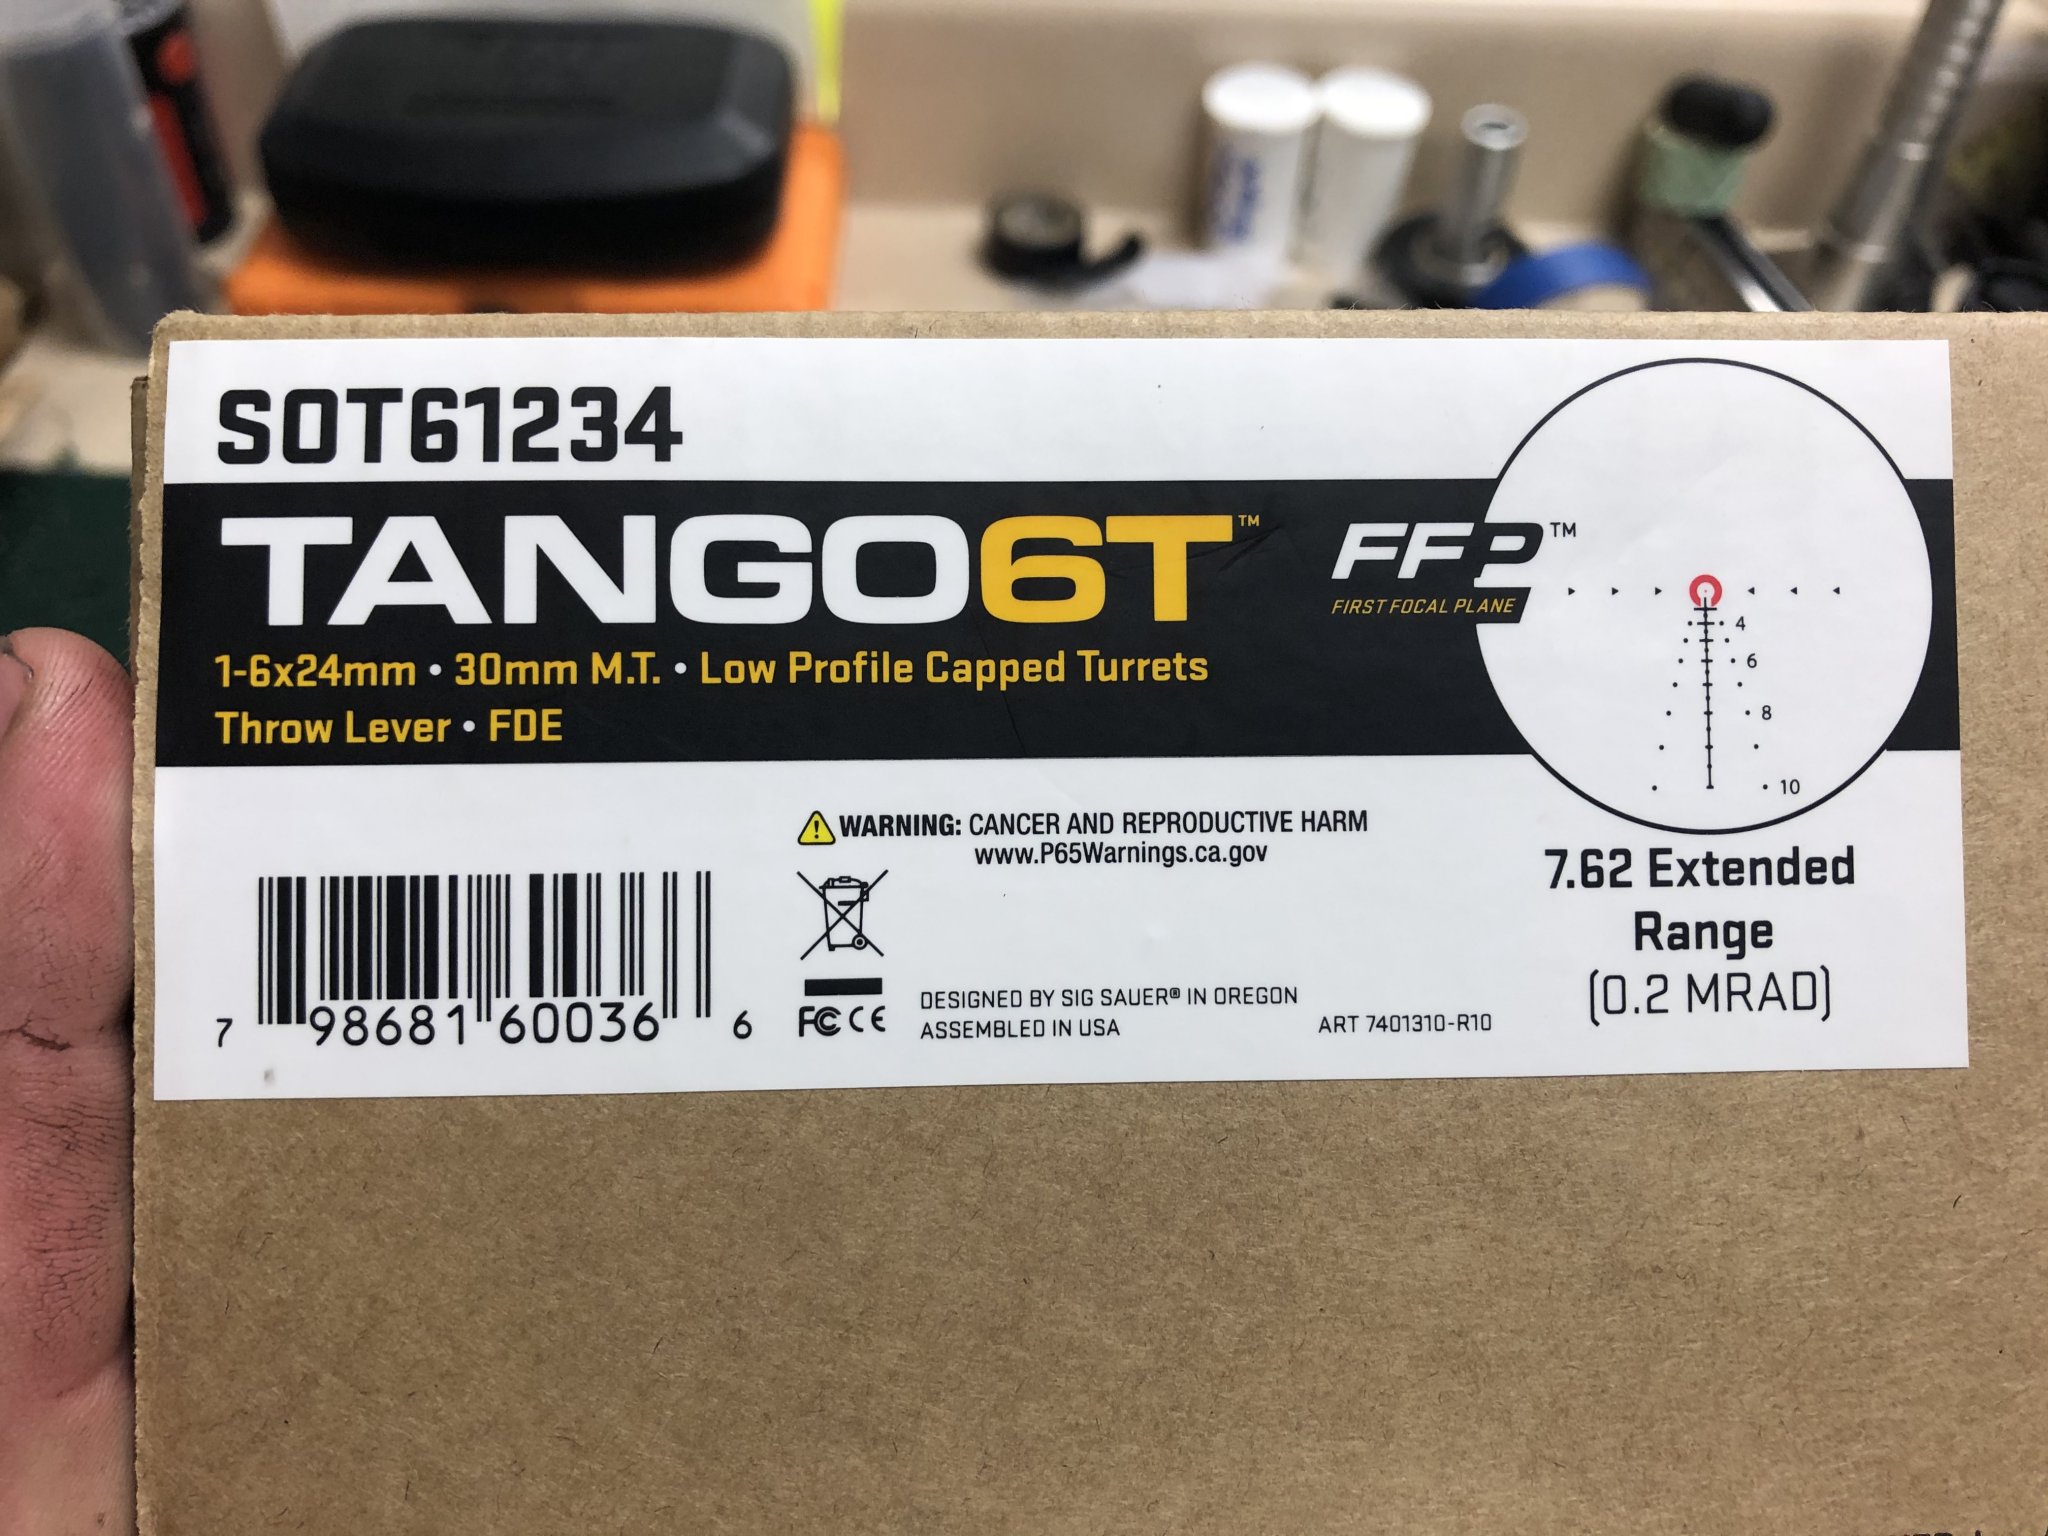 SOT61234
TANGO6T™
FFP™
FIRST FOCAL PLANE
1-6x24mm • 30mm M.T. • Low Profile Capped Turrets
Throw Lever • FDE
4
6
8
10
WARNING: CANCER AND REPRODUCTIVE HARM
www.P65Warnings.ca.gov
7.62 Extended
Range
(0.2 MRAD)
7 98681 60036 6
FC CE
DESIGNED BY SIG SAUER® IN OREGON
ASSEMBLED IN USA
ART 7401310-R10